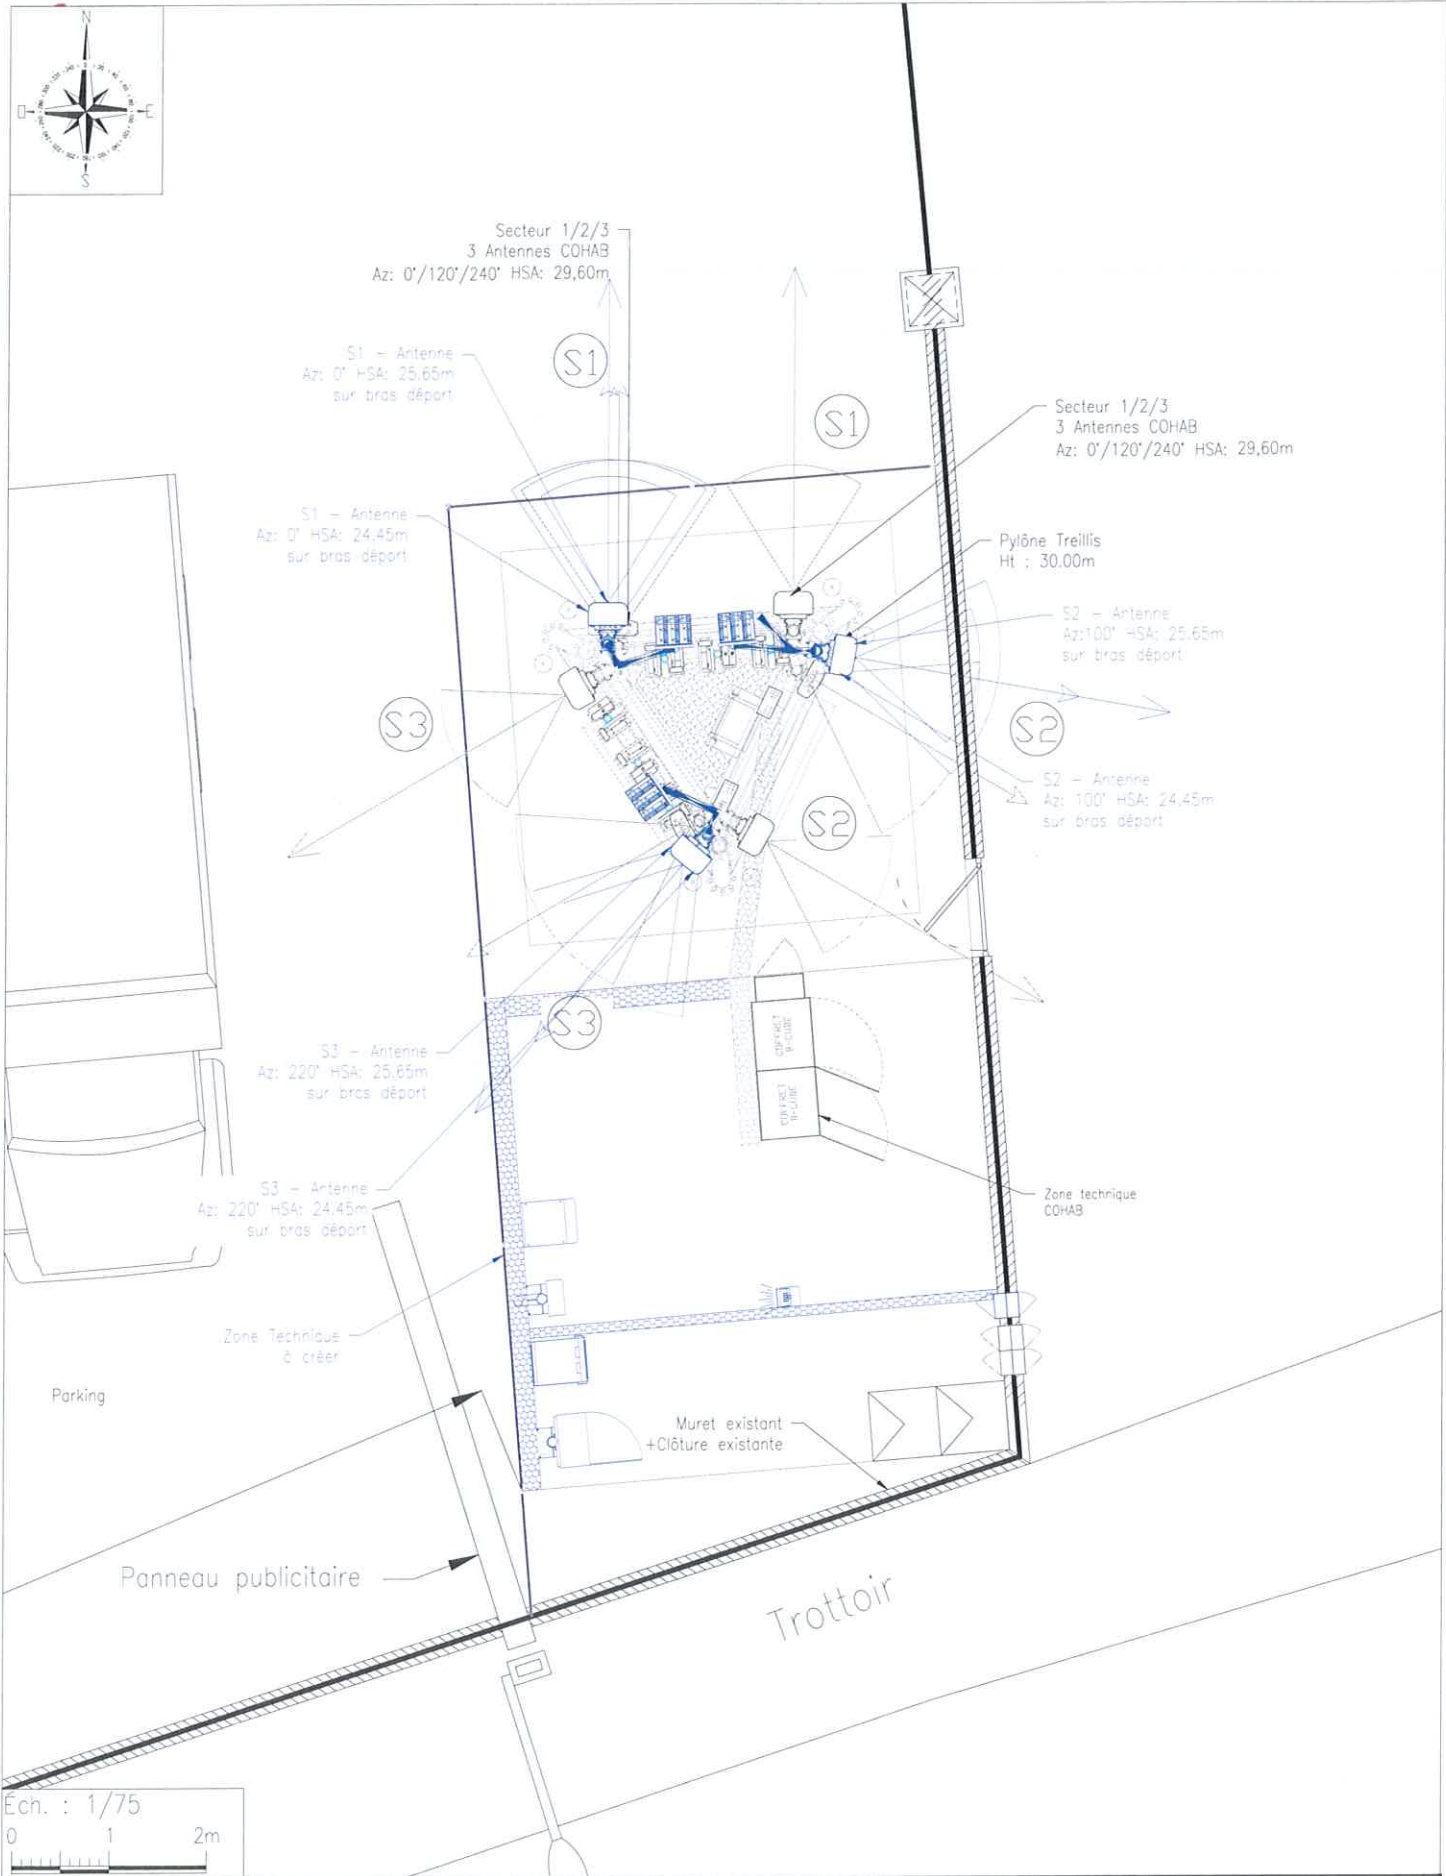 N
E
S
Secteur 1/2/3
3 Antennes COHAB
Az: 0°/120°/240° HSA: 29,60m
S1 - Antenne
Az: 0° HSA: 25.65m
sur bras déport
S1
S1
Secteur 1/2/3
3 Antennes COHAB
Az: 0°/120°/240° HSA: 29,60m
S1 - Antenne
Az: 0° HSA: 24.45m
sur bras déport
Pylône Treillis
Ht : 30.00m
S2 - Antenne
Az:100° HSA: 25.65m
sur bras déport
S3
S2
S2 - Antenne
Az: 100° HSA: 24,45m
sur bras déport
S2
S3
COFFRET
COFFRET
S3 - Antenne
Az: 220° HSA: 25.65m
sur bras déport
S3 - Antenne
Az: 220° HSA: 24.45m
sur bras déport
Zone technique
COHAB
Zone Technique
à créer
Parking
Muret existant
+Clôture existante
Panneau publicitaire
Trottoir
Éch. : 1/75
0 1 2m